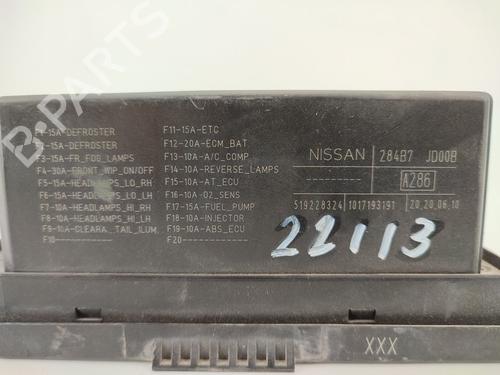 F1-15A-DEFROSTER
F2-15A-DEFROSTER
F3-15A-FR_FOG_LAMPS
F4-30A-FRONT_WIP_ON/OFF
F5-15A-HEADLAMPS_LO_RH
F6-15A-HEADLAMPS_LO_LH
F7-10A-HEADLAMPS_HI_RH
F8-10A-HEADLAMPS_HI_LH
F9-10A-CLEARA_TAIL_ILUM.
F10---------------
F11-15A-ETC
F12-20A-ECM_BAT
F13-10A-A/C_COMP
F14-10A-REVERSE_LAMPS
F15-10A-AT_ECU
F16-10A-O2_SENS
F17-15A-FUEL_PUMP
F18-10A-INJECTOR
F19-10A-ABS_ECU
F20---------------
NISSAN 284B7 JD00B
A286
519228324 1017193191 20.20.06.10
22113
XXX